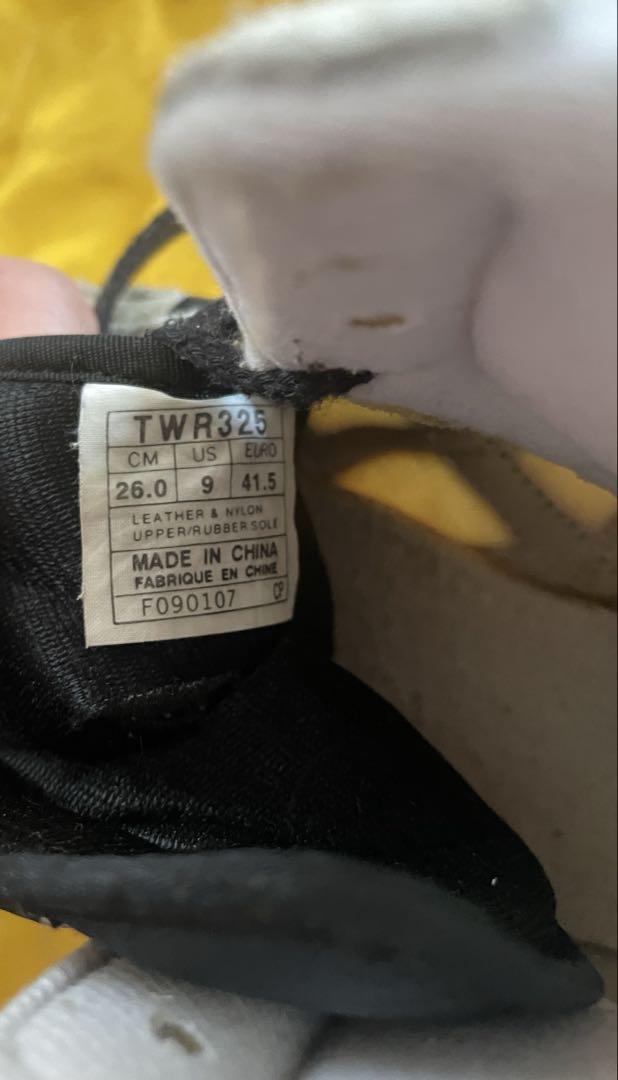 TWR325
CM US EURO
26.0 9 41.5
LEATHER & NYLON
UPPER/RUBBER SOLE
MADE IN CHINA
FABRIQUE EN CHINE
F090107 CP